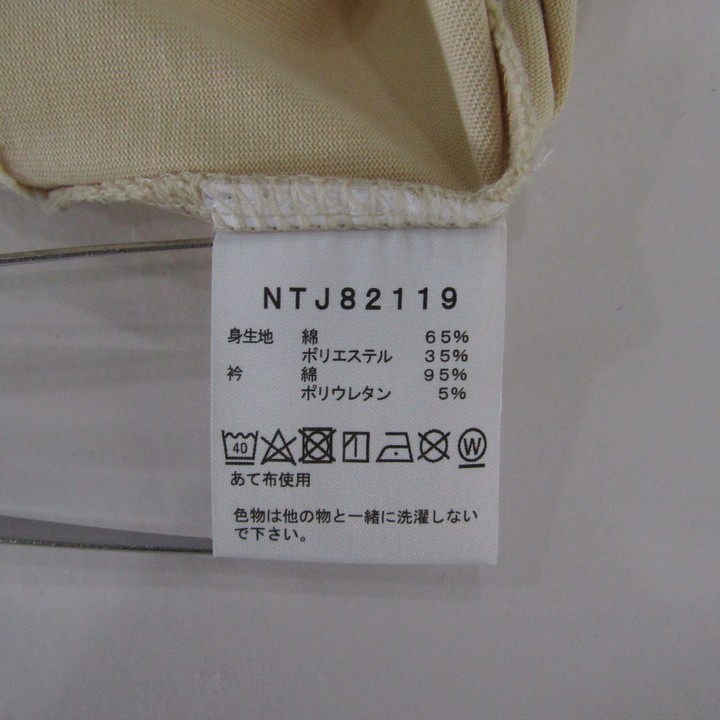 NTJ82119
身生地 綿 65%
ポリエステル 35%
衿 綿 95%
ポリウレタン 5%
40 W
あて布使用
色物は他の物と一緒に洗濯しない
で下さい。